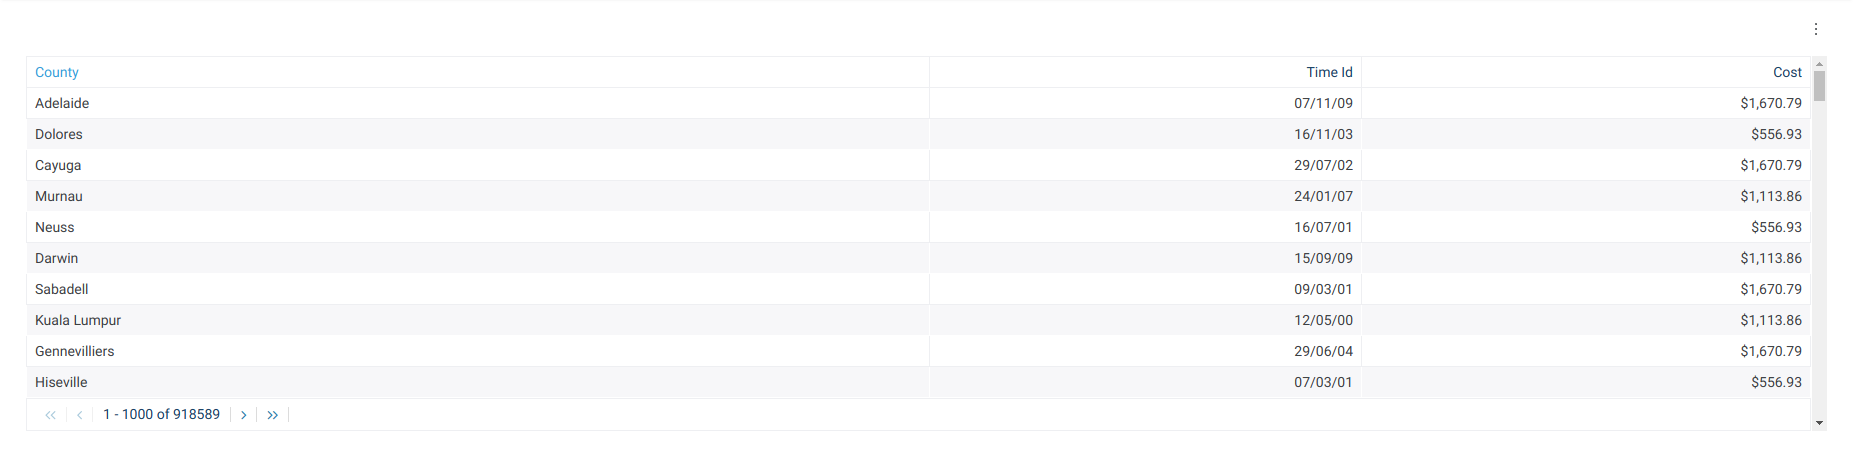 County Time Id Cost
Adelaide 07/11/09 $1,670.79
Dolores 16/11/03 $556.93
Cayuga 29/07/02 $1,670.79
Murnau 24/01/07 $1,113.86
Neuss 16/07/01 $556.93
Darwin 15/09/09 $1,113.86
Sabadell 09/03/01 $1,670.79
Kuala Lumpur 12/05/00 $1,113.86
Gennevilliers 29/06/04 $1,670.79
Hiseville 07/03/01 $556.93
1 - 1000 of 918589